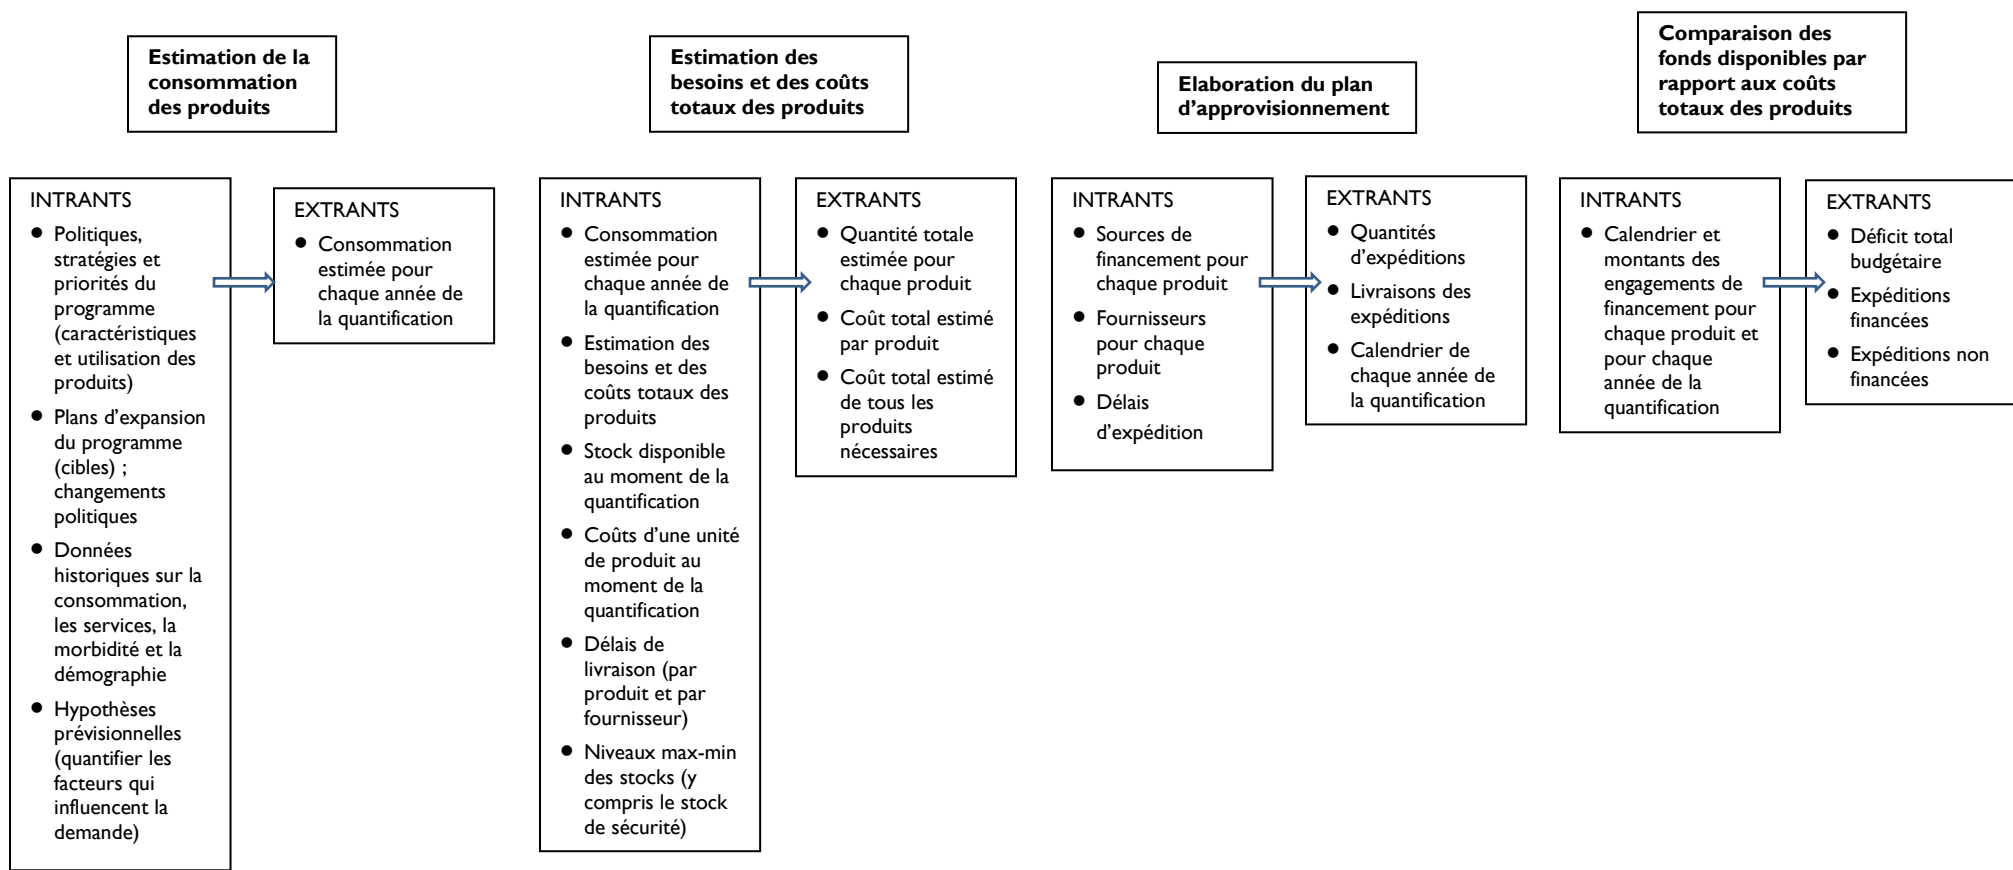 Estimation de la
consommation
des produits
Estimation des
besoins et des coûts
totaux des produits
Elaboration du plan
d’approvisionnement
Comparaison des
fonds disponibles par
rapport aux coûts
totaux des produits
INTRANTS
● Politiques,
stratégies et
priorités du
programme
(caractéristiques
et utilisation des
produits)
● Plans d’expansion
du programme
(cibles) ;
changements
politiques
● Données
historiques sur la
consommation,
les services, la
morbidité et la
démographie
● Hypothèses
prévisionnelles
(quantifier les
facteurs qui
influencent la
demande)
EXTRANTS
● Consommation
estimée pour
chaque année de
la quantification
INTRANTS
● Consommation
estimée pour
chaque année de
la quantification
● Estimation des
besoins et des
coûts totaux des
produits
● Stock disponible
au moment de la
quantification
● Coûts d’une unité
de produit au
moment de la
quantification
● Délais de
livraison (par
produit et par
fournisseur)
● Niveaux max-min
des stocks (y
compris le stock
de sécurité)
EXTRANTS
● Quantité totale
estimée pour
chaque produit
● Coût total estimé
par produit
● Coût total estimé
de tous les
produits
nécessaires
INTRANTS
● Sources de
financement pour
chaque produit
● Fournisseurs
pour chaque
produit
● Délais
d’expédition
EXTRANTS
● Quantités
d’expéditions
● Livraisons des
expéditions
● Calendrier de
chaque année de
la quantification
INTRANTS
● Calendrier et
montants des
engagements de
financement pour
chaque produit et
pour chaque
année de la
quantification
EXTRANTS
● Déficit total
budgétaire
● Expéditions
financées
● Expéditions non
financées